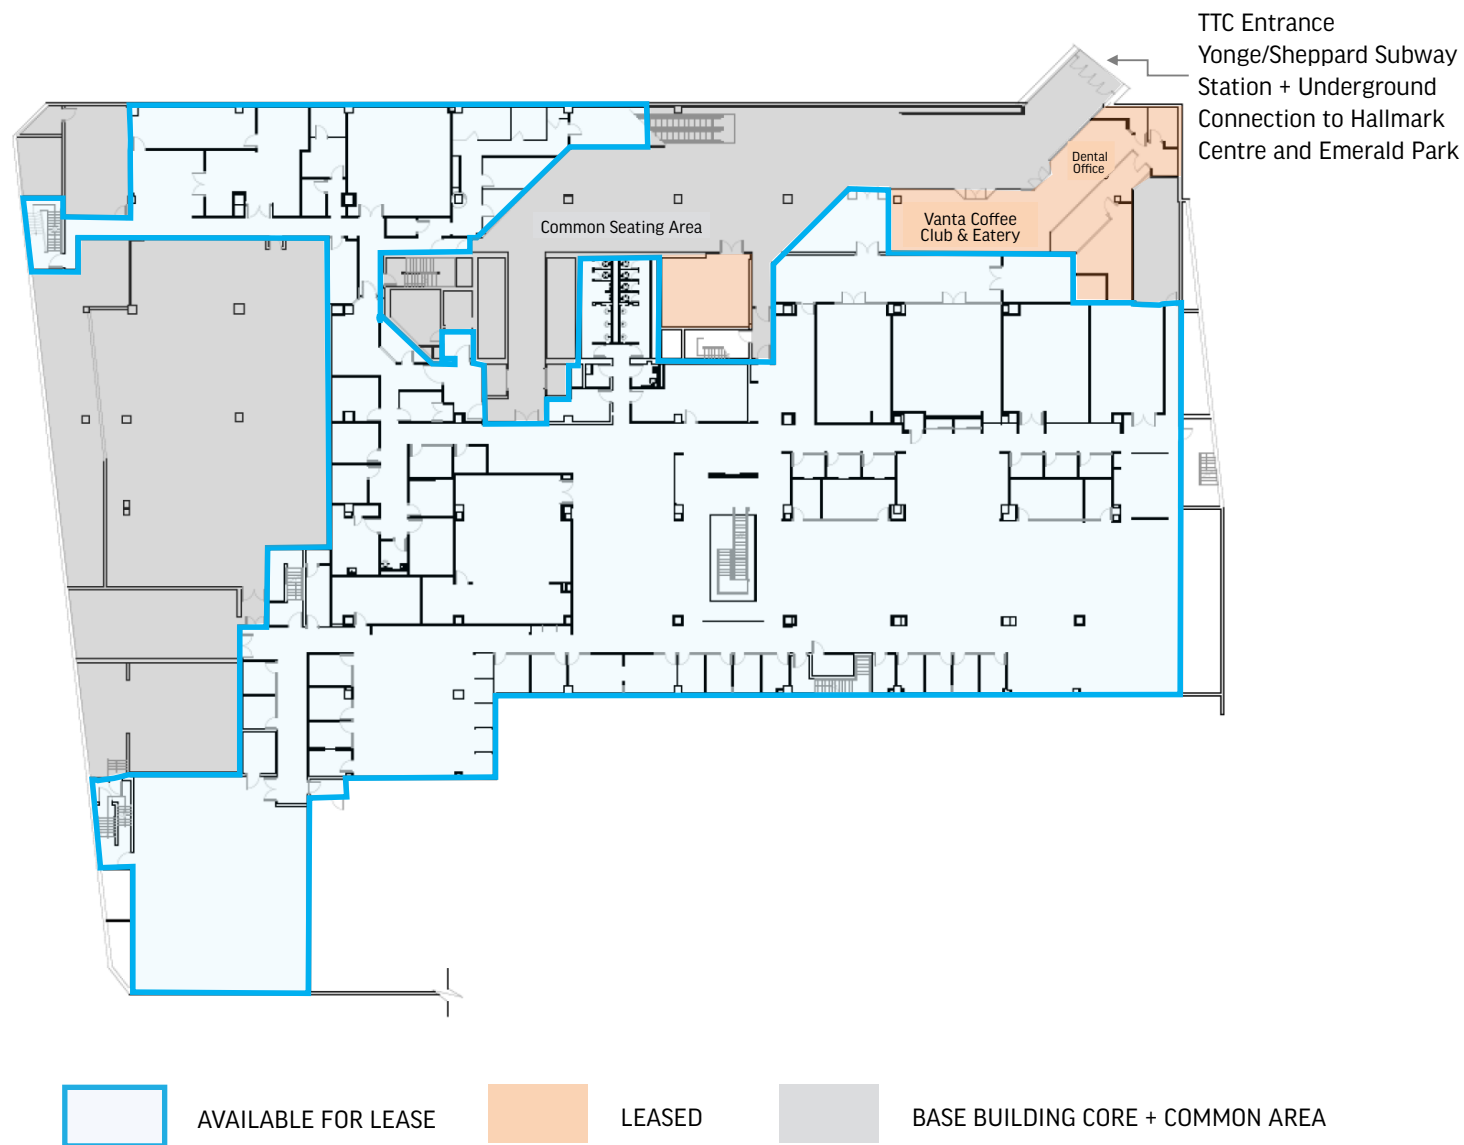 TTC Entrance
Yonge/Sheppard Subway
Station + Underground
Connection to Hallmark
Centre and Emerald Park
Dental
Office
Vanta Coffee
Club & Eatery
Common Seating Area
AVAILABLE FOR LEASE
LEASED
BASE BUILDING CORE + COMMON AREA